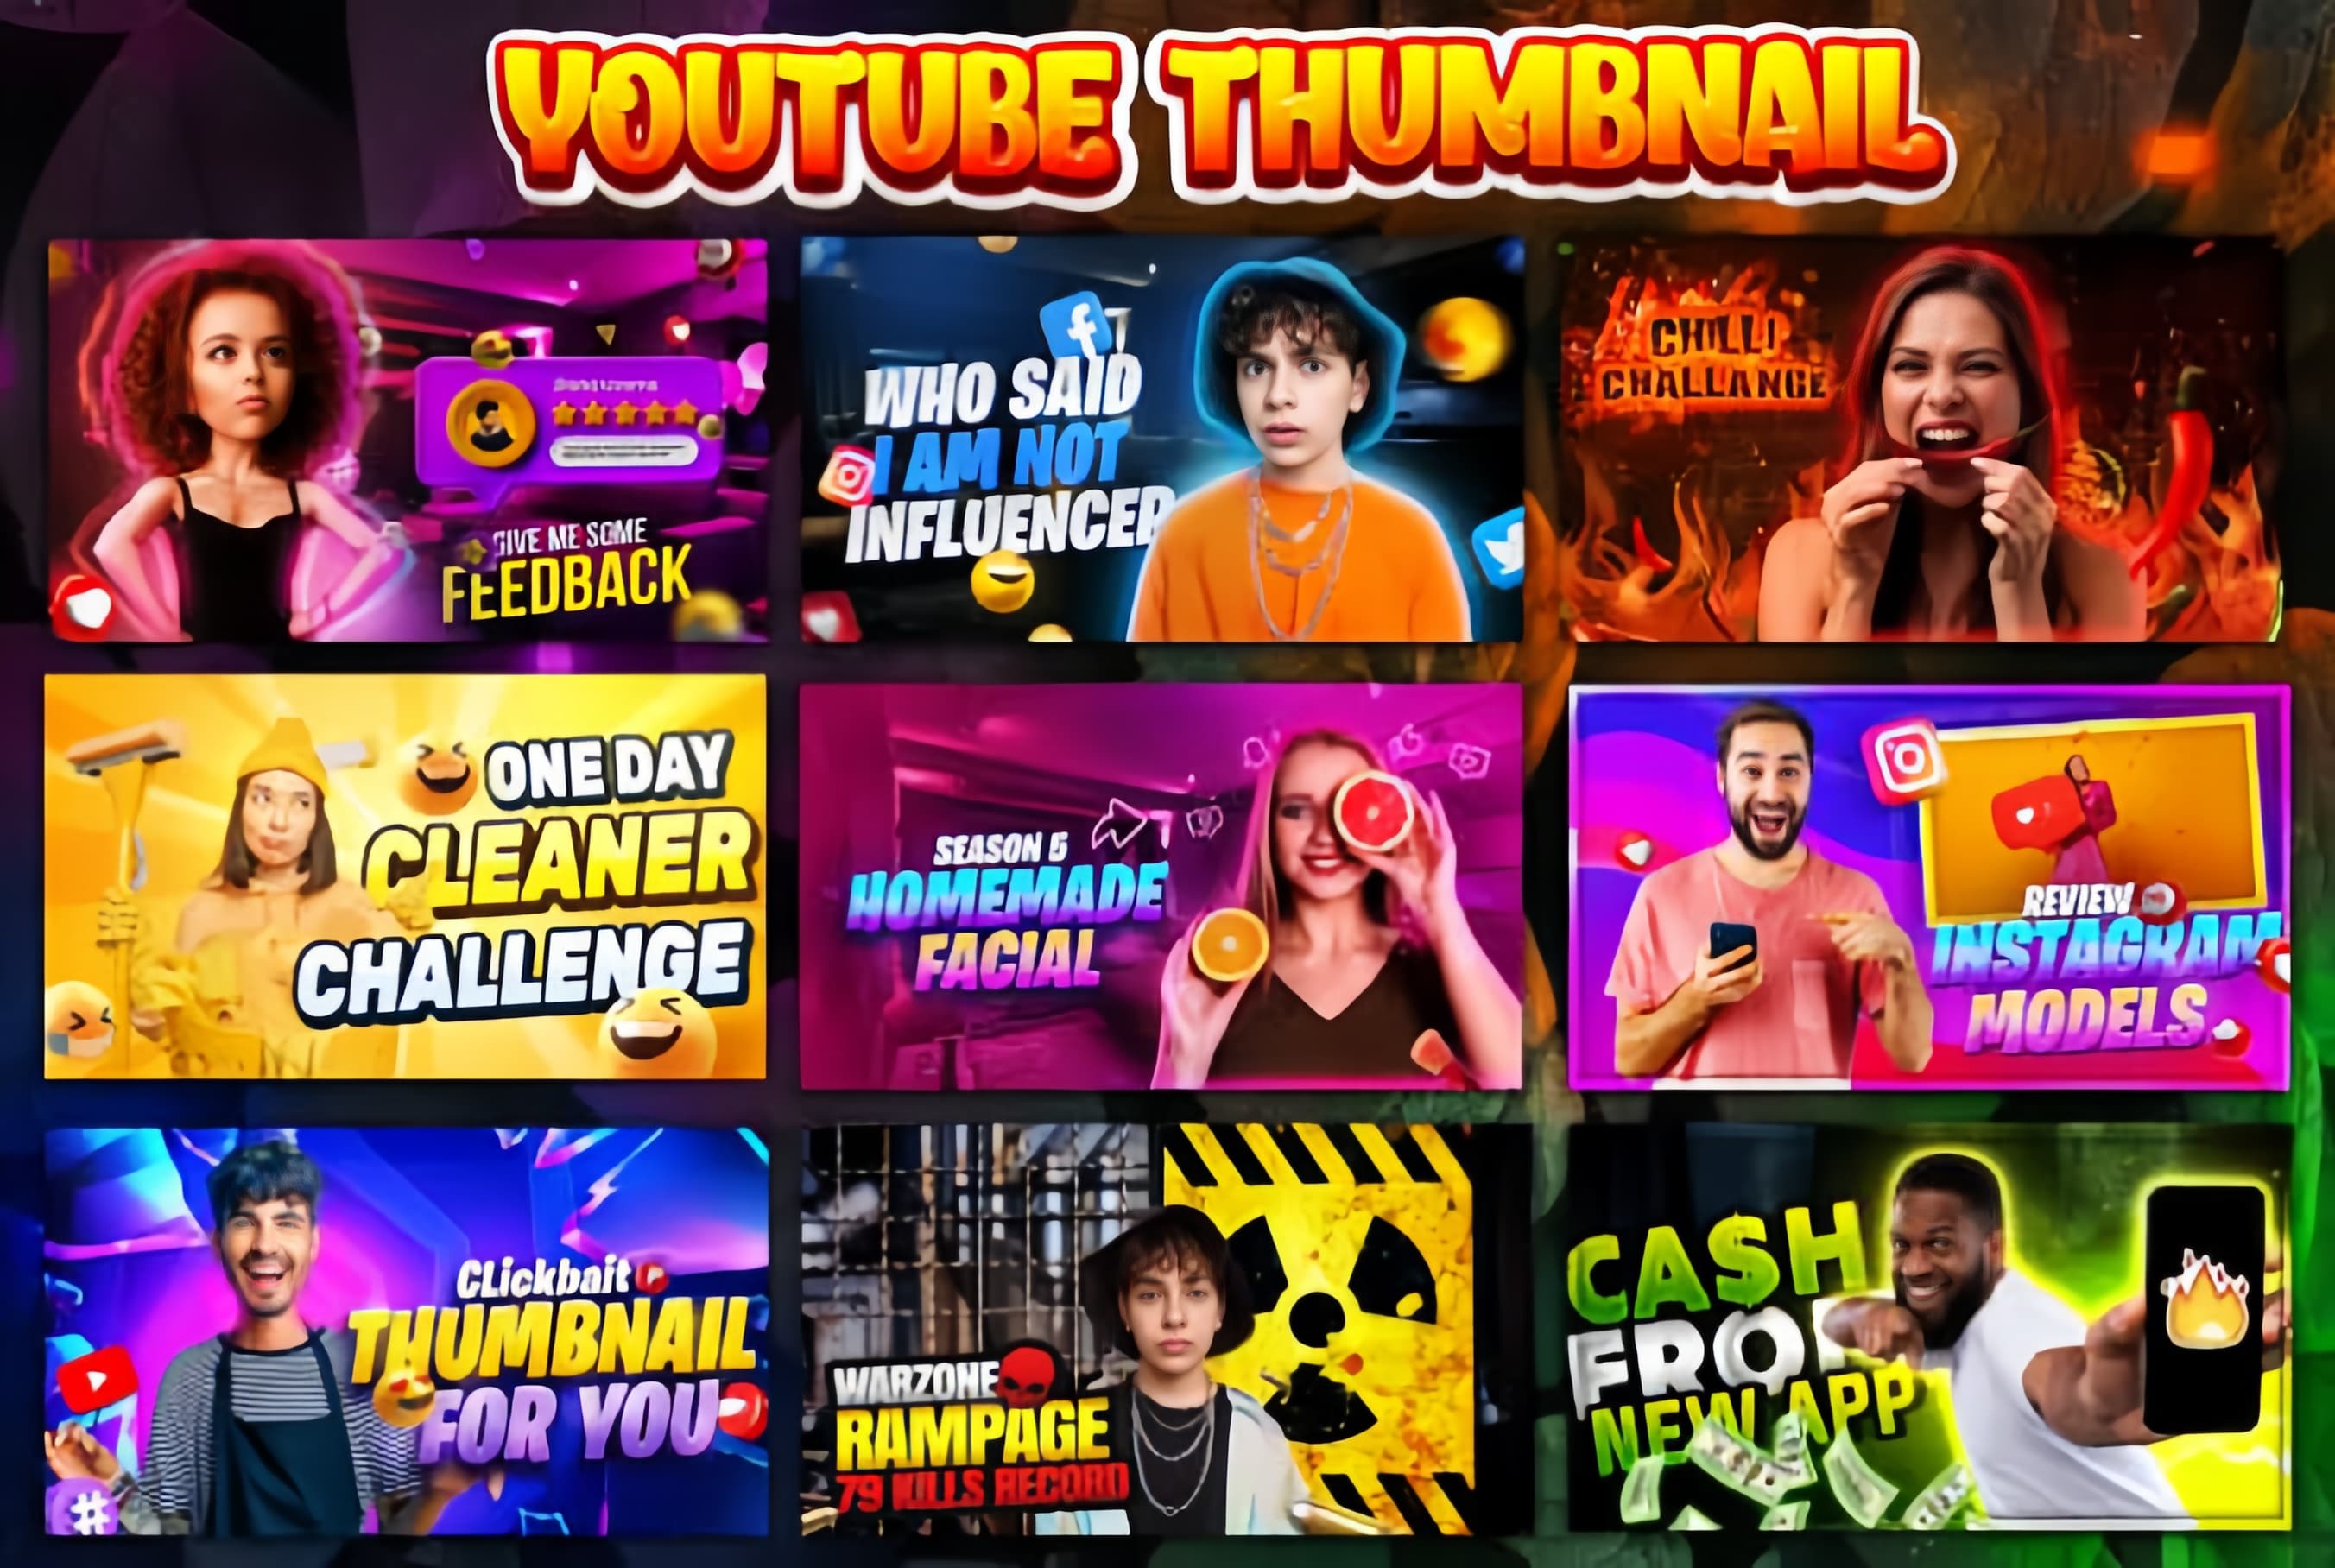 YOUTUBE THUMBNAIL
GIVE ME SOME
FEEDBACK
WHO SAID
I AM NOT
INFLUENCER
CHILLI
CHALLANGE
ONE DAY
CLEANER
CHALLENGE
SEASON 5
HOMEMADE
FACIAL
REVIEW
INSTAGRAM
MODELS
CLickbait
THUMBNAIL
FOR YOU
#
WARZONE
RAMPAGE
79 KILLS RECORD
CA$H
FRO
NEW APP